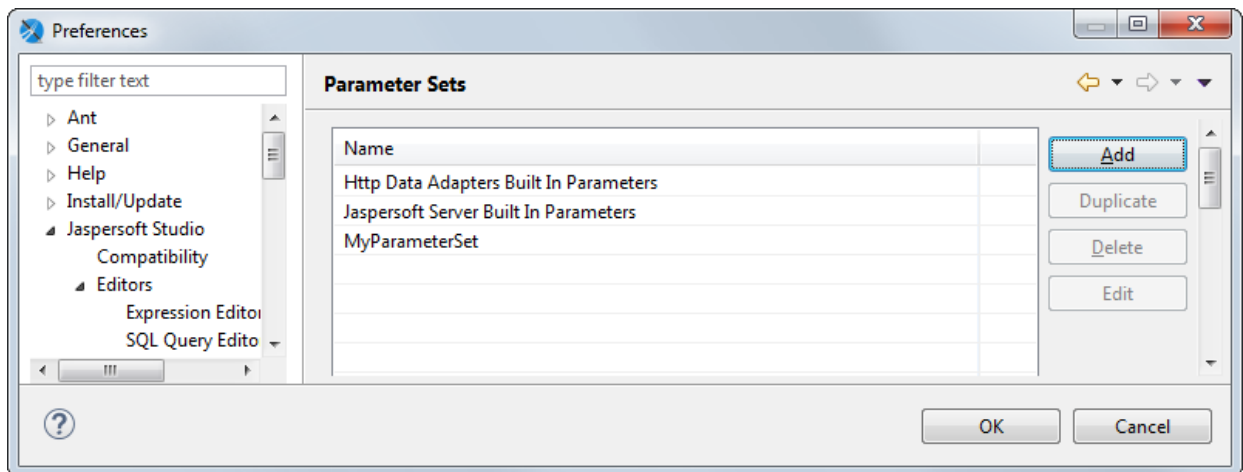 Preferences
type filter text
Ant
General
Help
Install/Update
Jaspersoft Studio
Compatibility
Editors
Expression Editor
SQL Query Edito
Parameter Sets
Name
Http Data Adapters Built In Parameters
Jaspersoft Server Built In Parameters
MyParameterSet
Add
Duplicate
Delete
Edit
OK
Cancel